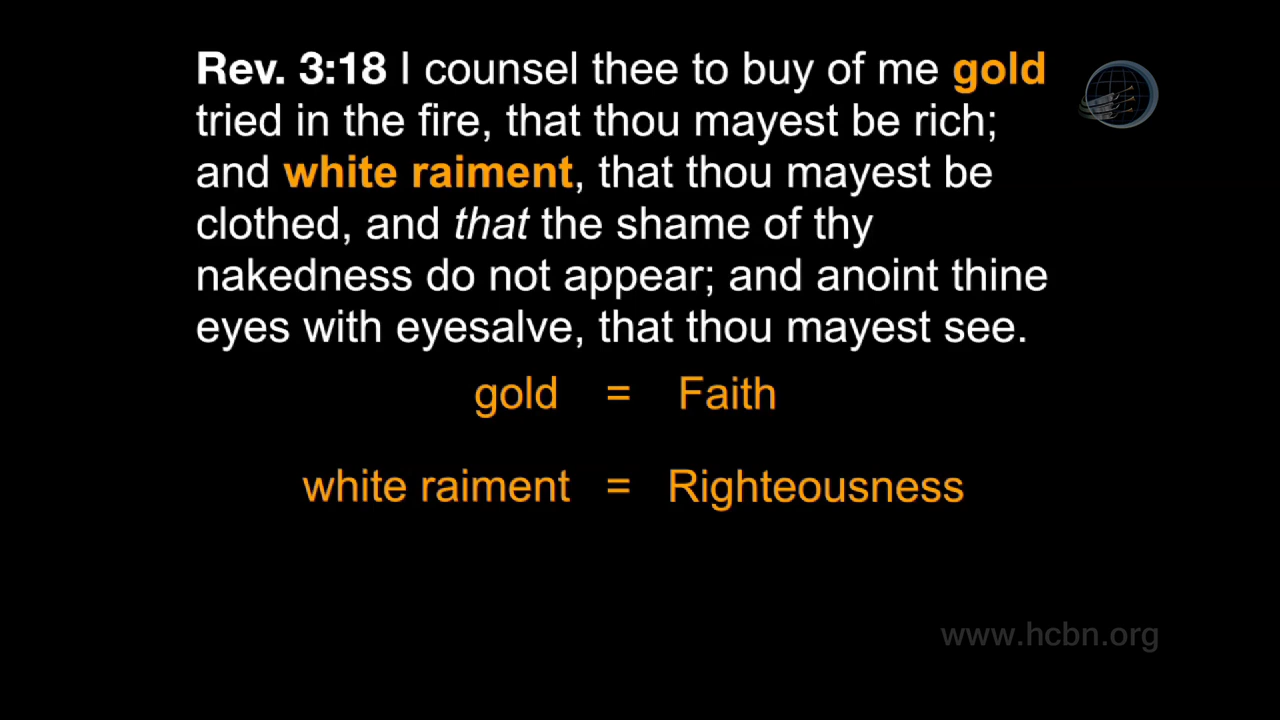 Rev. 3:18 I counsel thee to buy of me gold
tried in the fire, that thou mayest be rich;
and white raiment, that thou mayest be
clothed, and that the shame of thy
nakedness do not appear; and anoint thine
eyes with eyesalve, that thou mayest see.
gold = Faith
white raiment = Righteousness
www.hcbn.org